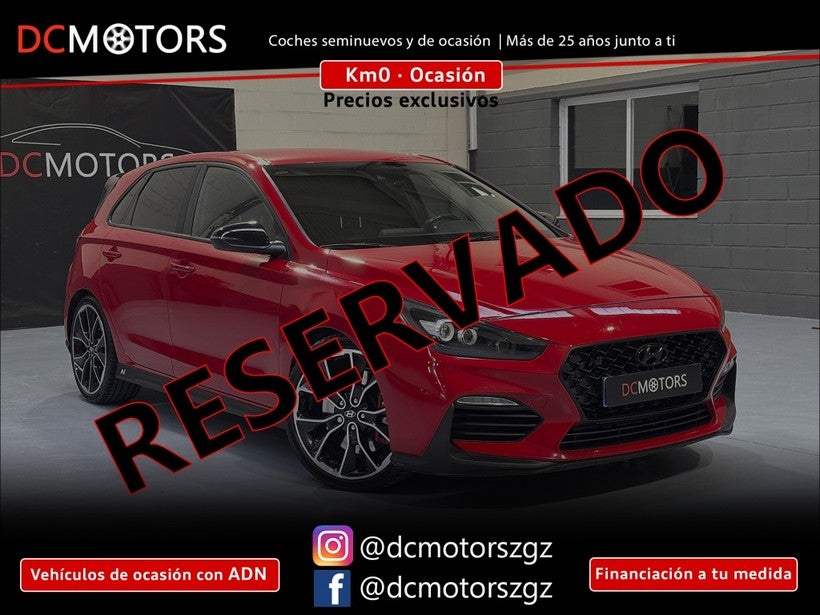 DCMOTORS
Coches seminuevos y de ocasión | Más de 25 años junto a ti
Km0 · Ocasión
Precios exclusivos
DCMOTORS
RESERVADO
N
DCMOTORS
@dcmotorszgz
Vehículos de ocasión con ADN
Financiación a tu medida
@dcmotorszgz